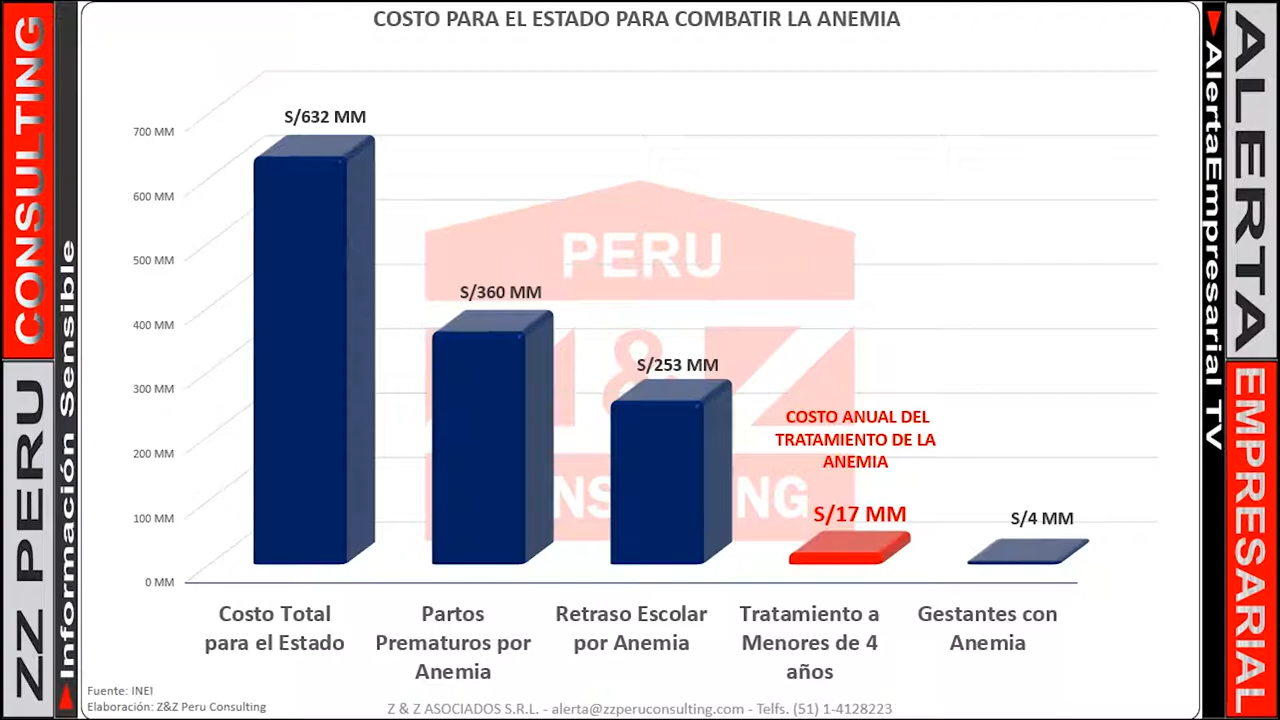 COSTO PARA EL ESTADO PARA COMBATIR LA ANEMIA
ZZ PERU CONSULTING
Información Sensible
700 MM
600 MM
500 MM
400 MM
300 MM
200 MM
100 MM
0 MM
S/632 MM
S/360 MM
S/253 MM
COSTO ANUAL DEL
TRATAMIENTO DE LA
ANEMIA
S/17 MM
S/4 MM
PERU
&
NS
NG
Costo Total
para el Estado
Partos
Prematuros por
Anemia
Retraso Escolar
por Anemia
Tratamiento a
Menores de 4
años
Gestantes con
Anemia
Fuente: INEI
Elaboración: Z&Z Peru Consulting
Z & Z ASOCIADOS S.R.L. - alerta@zzperuconsulting.com - Telfs. (51) 1-4128223
AlertaEmpresarial TV
ALERTA EMPRESARIAL